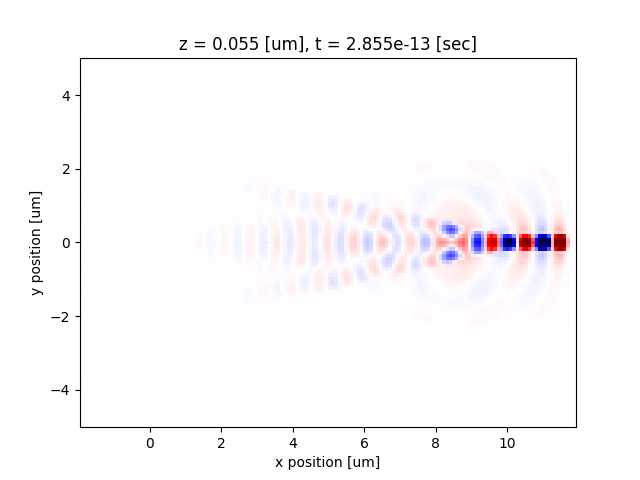 z = 0.055 [um], t = 2.855e-13 [sec]
4
2
0
−2
−4
y position [um]
0 2 4 6 8 10
x position [um]